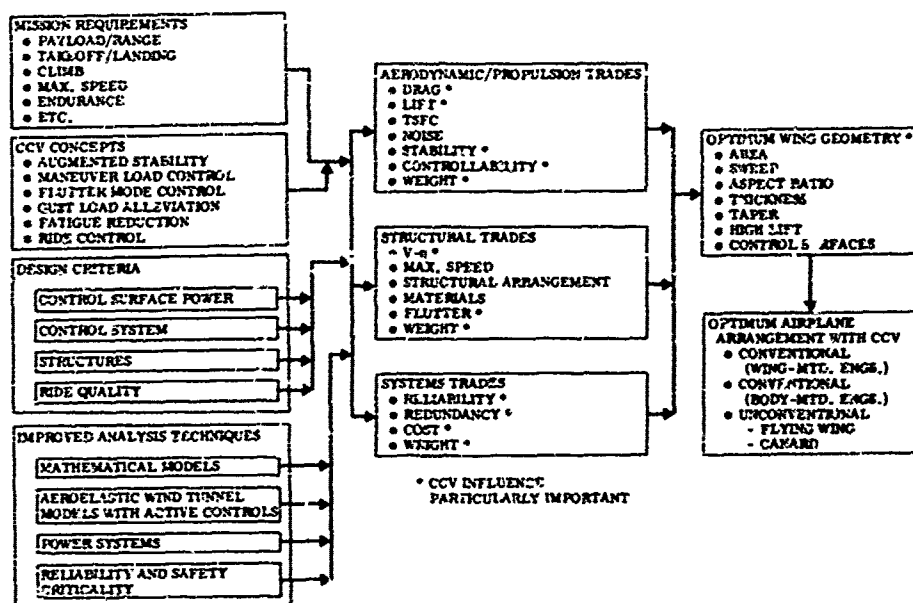 MISSION REQUIREMENTS
• PAYLOAD/RANGE
• TAKEOFF/LANDING
• CLIMB
• MAX. SPEED
• ENDURANCE
• ETC.
CCV CONCEPTS
• AUGMENTED STABILITY
• MANEUVER LOAD CONTROL
• FLUTTER MODE CONTROL
• GUST LOAD ALLEVIATION
• FATIGUE REDUCTION
• RIDE CONTROL
DESIGN CRITERIA
CONTROL SURFACE POWER
CONTROL SYSTEM
STRUCTURES
RIDE QUALITY
IMPROVED ANALYSIS TECHNIQUES
MATHEMATICAL MODELS
AEROELASTIC WIND TUNNEL
MODELS WITH ACTIVE CONTROLS
POWER SYSTEMS
RELIABILITY AND SAFETY
CRITICALITY
AERODYNAMIC/PROPULSION TRADES
• DRAG *
• LIFT *
• TSFC
• NOISE
• STABILITY *
• CONTROLLABILITY *
• WEIGHT *
STRUCTURAL TRADES
• V-n *
• MAX. SPEED
• STRUCTURAL ARRANGEMENT
• MATERIALS
• FLUTTER *
• WEIGHT *
SYSTEMS TRADES
• RELIABILITY *
• REDUNDANCY *
• COST *
• WEIGHT *
* CCV INFLUENCE
PARTICULARLY IMPORTANT
OPTIMUM WING GEOMETRY *
• AREA
• SWEEP
• ASPECT RATIO
• THICKNESS
• TAPER
• HIGH LIFT
• CONTROL S RFACES
OPTIMUM AIRPLANE
ARRANGEMENT WITH CCV
• CONVENTIONAL
(WING-MTD. ENGS.)
• CONVENTIONAL
(BODY-MTD. ENGS.)
• UNCONVENTIONAL
- FLYING WING
- CANARD